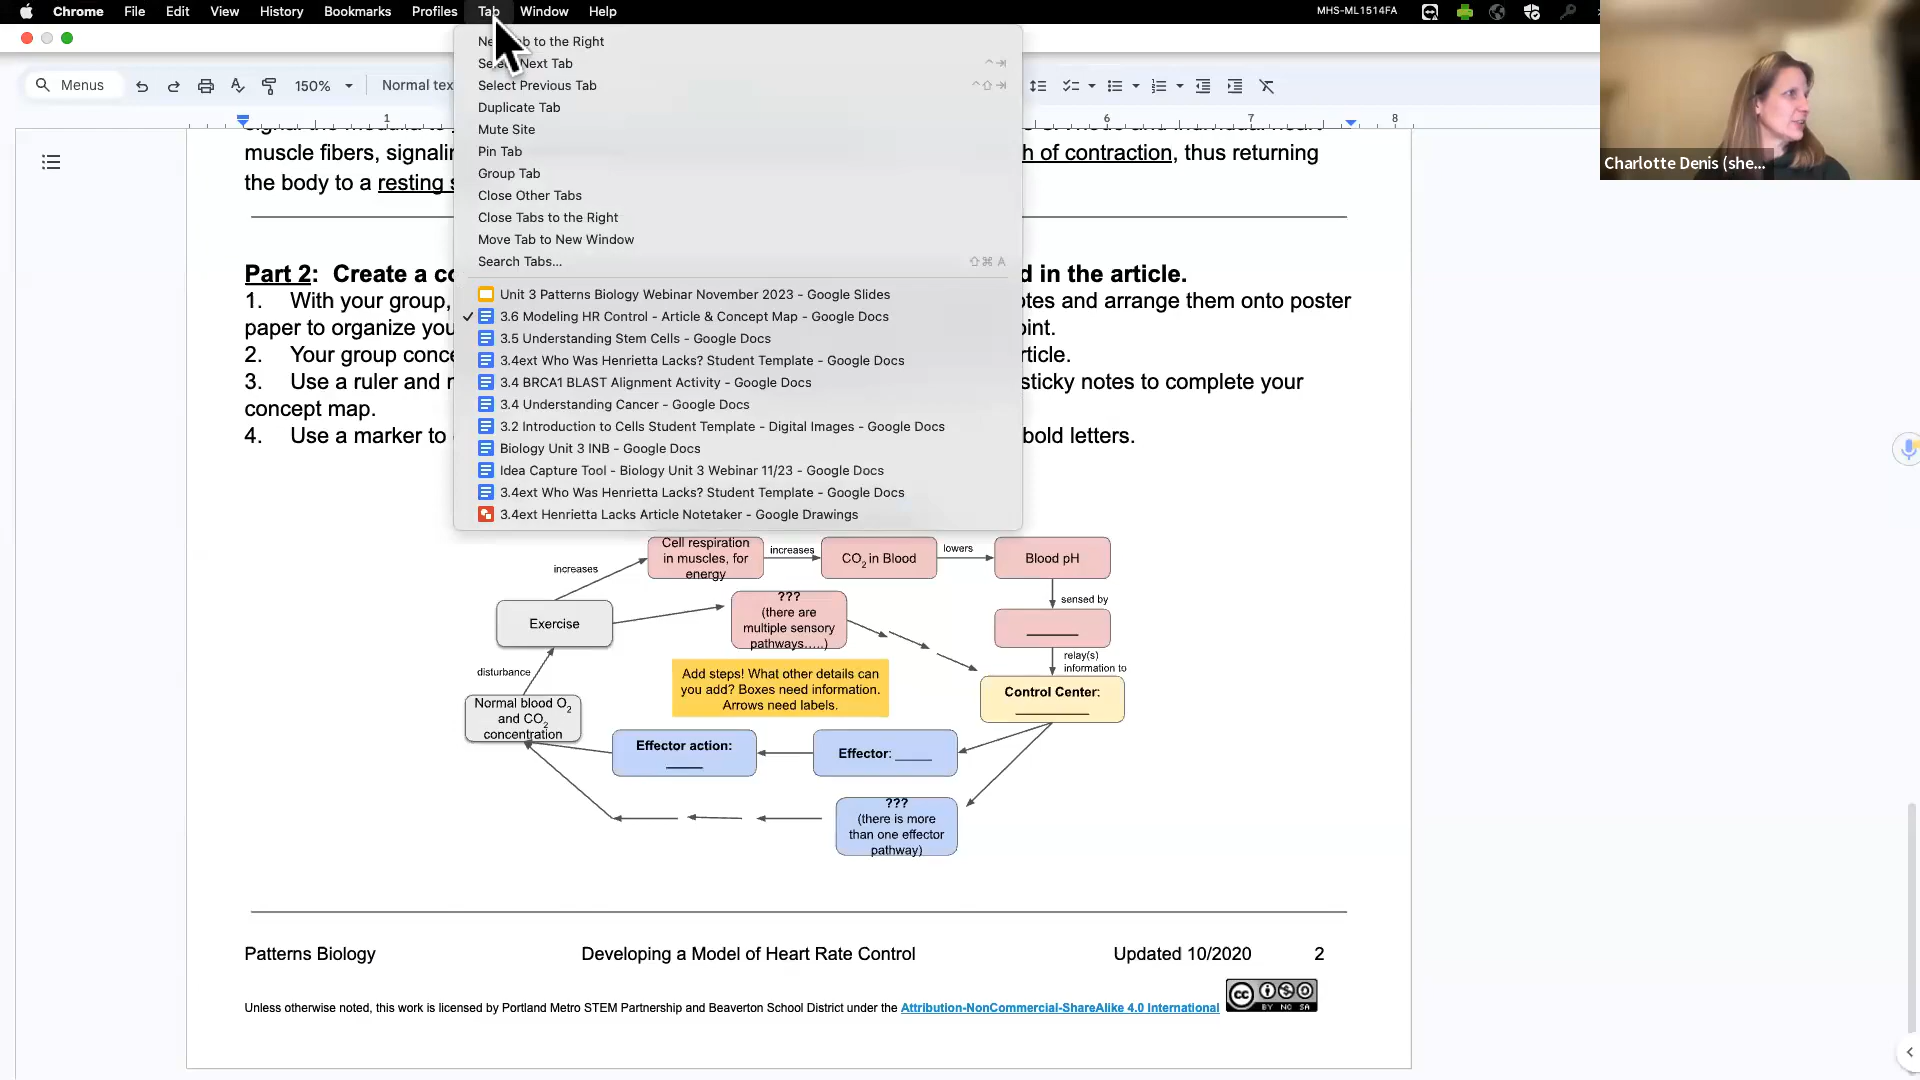 Chrome File Edit View History Bookmarks Profiles Tab Window Help MHS-ML1514FA
Menus 150% Normal tex
New Tab to the Right
Select Next Tab
Select Previous Tab
Duplicate Tab
Mute Site
Pin Tab
Group Tab
Close Other Tabs
Close Tabs to the Right
Move Tab to New Window
Search Tabs... A
Unit 3 Patterns Biology Webinar November 2023 - Google Slides
3.6 Modeling HR Control - Article & Concept Map - Google Docs
3.5 Understanding Stem Cells - Google Docs
3.4ext Who Was Henrietta Lacks? Student Template - Google Docs
3.4 BRCA1 BLAST Alignment Activity - Google Docs
3.4 Understanding Cancer - Google Docs
3.2 Introduction to Cells Student Template - Digital Images - Google Docs
Biology Unit 3 INB - Google Docs
Idea Capture Tool - Biology Unit 3 Webinar 11/23 - Google Docs
3.4ext Who Was Henrietta Lacks? Student Template - Google Docs
3.4ext Henrietta Lacks Article Notetaker - Google Drawings
Charlotte Denis (she...
1 6 7 8
muscle fibers, signalin h of contraction, thus returning
the body to a resting s
Part 2: Create a co d in the article.
1. With your group, otes and arrange them onto poster
paper to organize you oint.
2. Your group conce rticle.
3. Use a ruler and sticky notes to complete your
concept map.
4. Use a marker to bold letters.
Cell respiration
in muscles, for
energy
increases
CO2 in Blood
lowers
Blood pH
increases
sensed by
Exercise
???
(there are
multiple sensory
pathways.....)
relay(s)
information to
disturbance
Add steps! What other details can
you add? Boxes need information.
Arrows need labels.
Control Center:
Normal blood O2
and CO2
concentration
Effector action:
Effector: _____
???
(there is more
than one effector
pathway)
Patterns Biology Developing a Model of Heart Rate Control Updated 10/2020 2
Unless otherwise noted, this work is licensed by Portland Metro STEM Partnership and Beaverton School District under the Attribution-NonCommercial-ShareAlike 4.0 International
CC BY NC SA